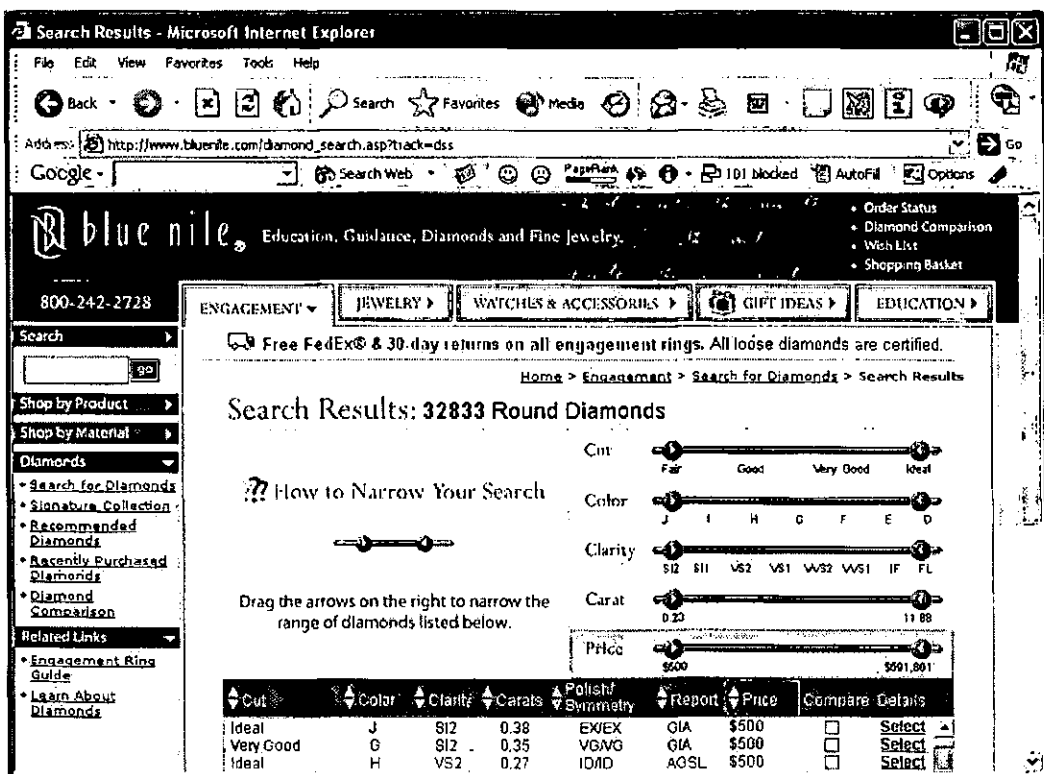 Search Results - Microsoft Internet Explorer
File Edit View Favorites Tools Help
Back Search Favorites Media
Address http://www.bluenile.com/diamond_search.asp?track=dss Go
Google Search Web PageRank 101 blocked AutoFill Options
blue nile® Education, Guidance, Diamonds and Fine Jewelry.
• Order Status
• Diamond Comparison
• Wish List
• Shopping Basket
800-242-2728
ENGAGEMENT JEWELRY WATCHES & ACCESSORIES GIFT IDEAS EDUCATION
Search
go
Shop by Product
Shop by Material
Diamonds
• Search for Diamonds
• Signature Collection
• Recommended
Diamonds
• Recently Purchased
Diamonds
• Diamond
Comparison
Related Links
• Engagement Ring
Guide
• Learn About
Diamonds
Free FedEx® & 30-day returns on all engagement rings. All loose diamonds are certified.
Home > Engagement > Search for Diamonds > Search Results
Search Results: 32833 Round Diamonds
?? How to Narrow Your Search
Drag the arrows on the right to narrow the
range of diamonds listed below.
Cut
Fair Good Very Good Ideal
Color
J I H G F E D
Clarity
SI2 SI1 VS2 VS1 VVS2 VVS1 IF FL
Carat
0.23 11.88
Price
$500 $591,861
Cut Color Clarity Carats Polish/ Symmetry Report Price Compare Details
Ideal J SI2 0.38 EX/EX GIA $500 Select
Very Good G SI2 0.35 VG/VG GIA $500 Select
Ideal H VS2 0.27 ID/ID AGSL $500 Select